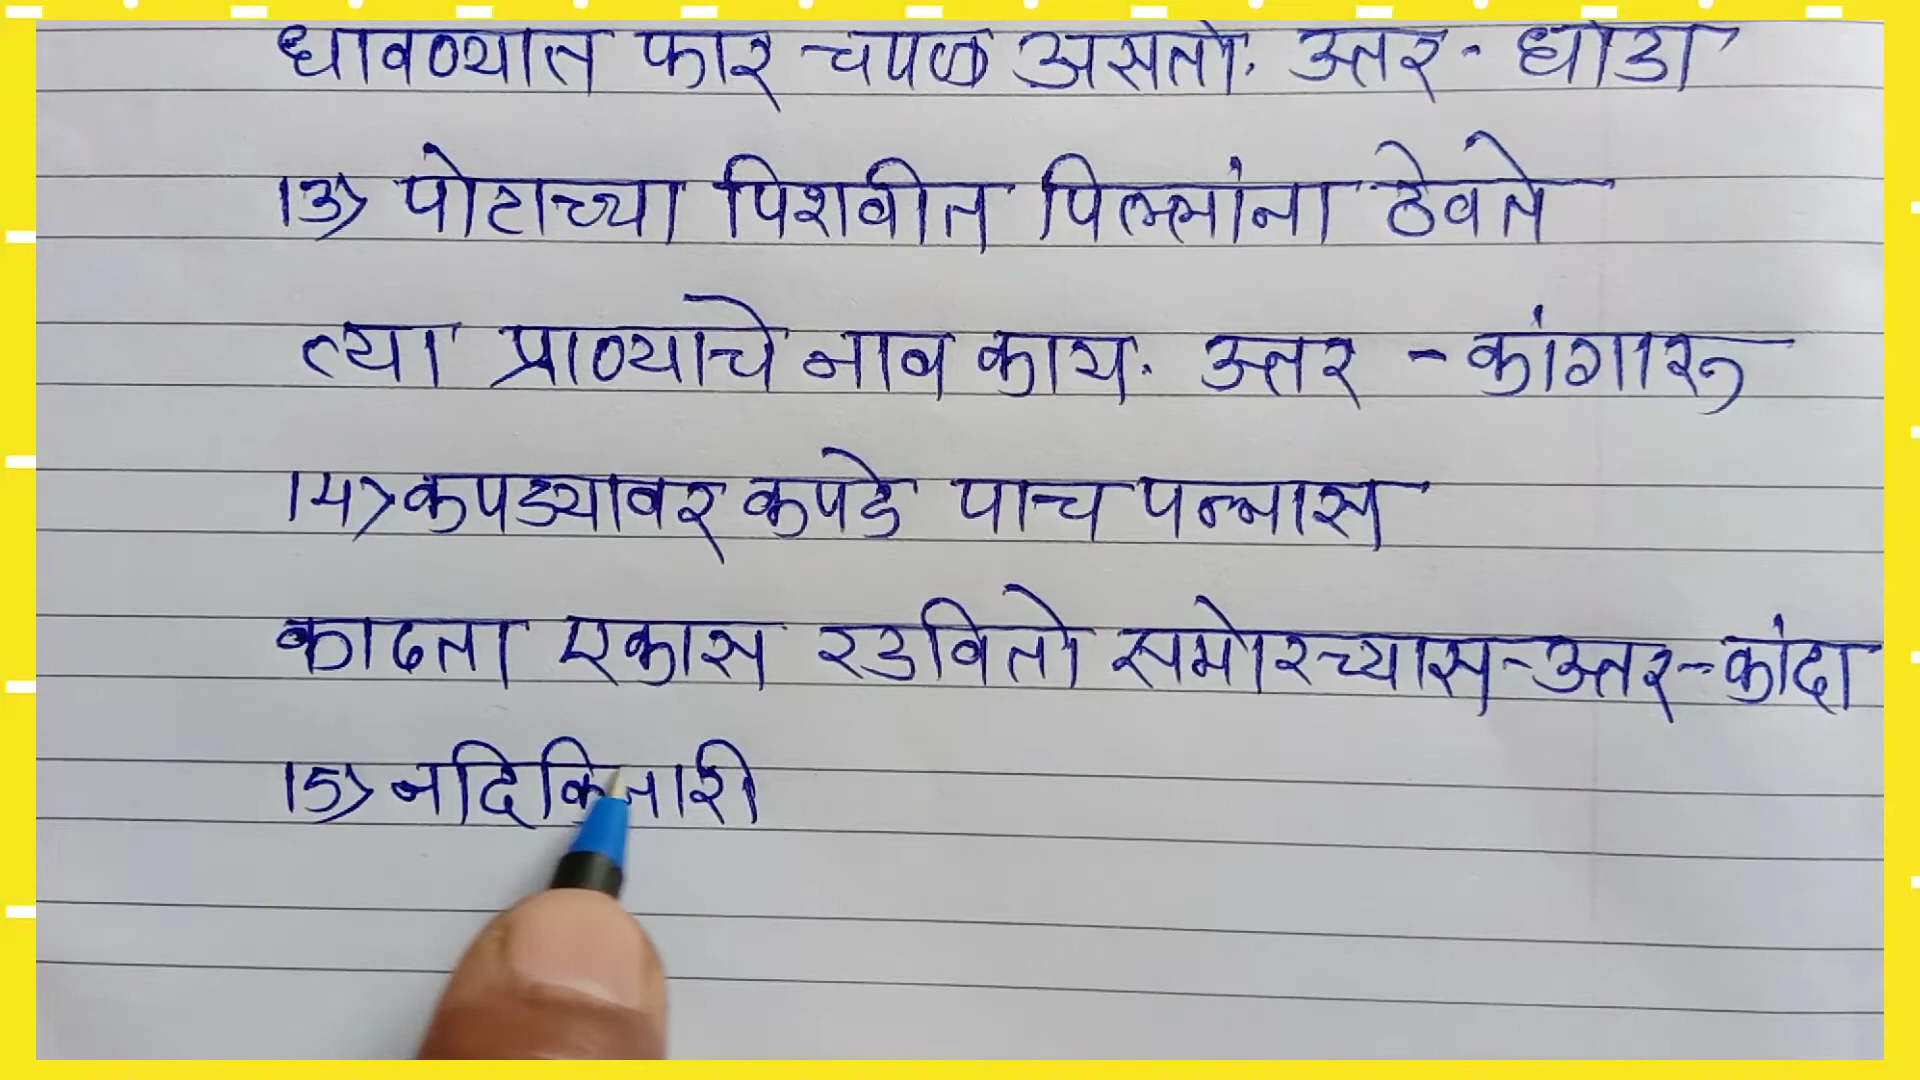 धावण्यात फार चपळ असतो. उत्तर - घोडा
13) पोटाच्या पिशवीत पिल्लांना ठेवते
त्या प्राण्याचे नाव काय. उत्तर - कांगारू
14) कपड्यावर कपडे पाच पन्नास
काढता एकास रडवितो समोरच्यास - उत्तर - कांदा
15) नदि किनारी